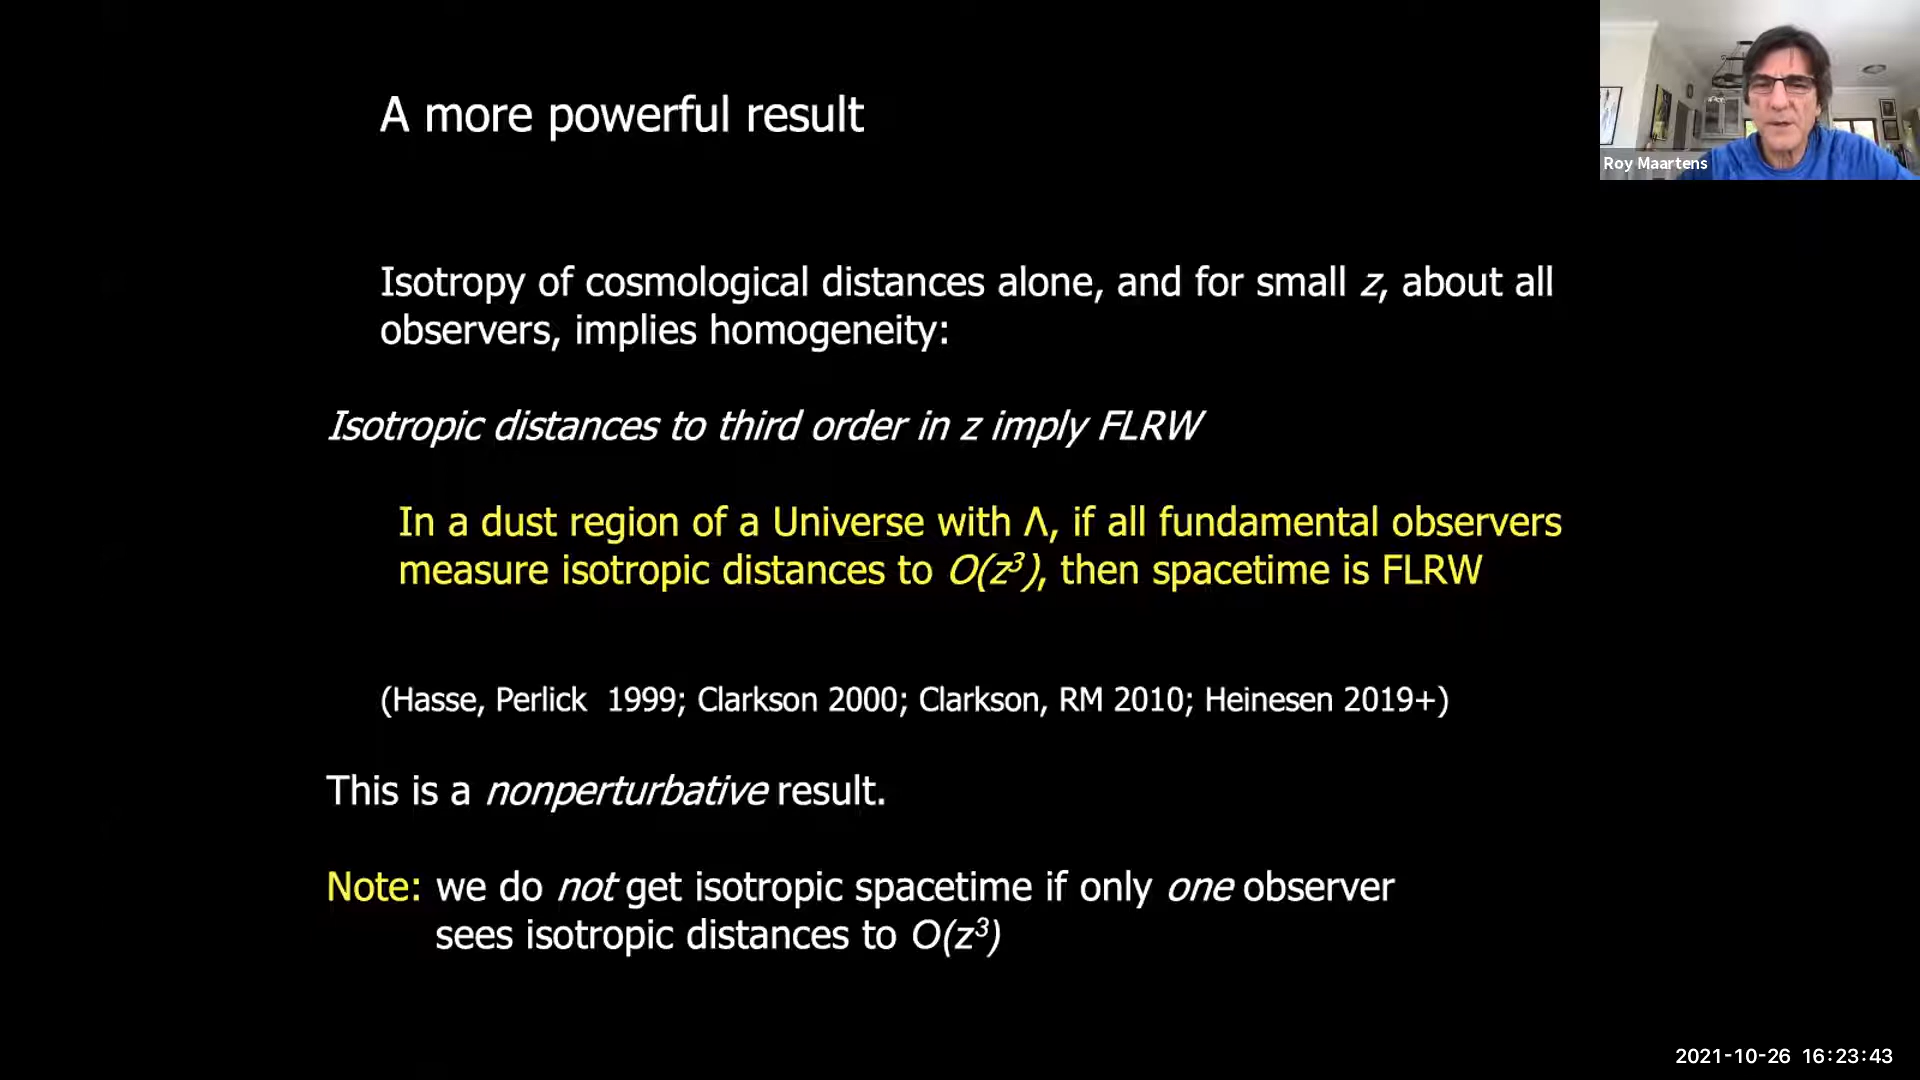 A more powerful result
Roy Maartens
Isotropy of cosmological distances alone, and for small z, about all
observers, implies homogeneity:
Isotropic distances to third order in z imply FLRW
In a dust region of a Universe with Λ, if all fundamental observers
measure isotropic distances to O(z³), then spacetime is FLRW
(Hasse, Perlick 1999; Clarkson 2000; Clarkson, RM 2010; Heinesen 2019+)
This is a nonperturbative result.
Note: we do not get isotropic spacetime if only one observer
sees isotropic distances to O(z³)
2021-10-26 16:23:43